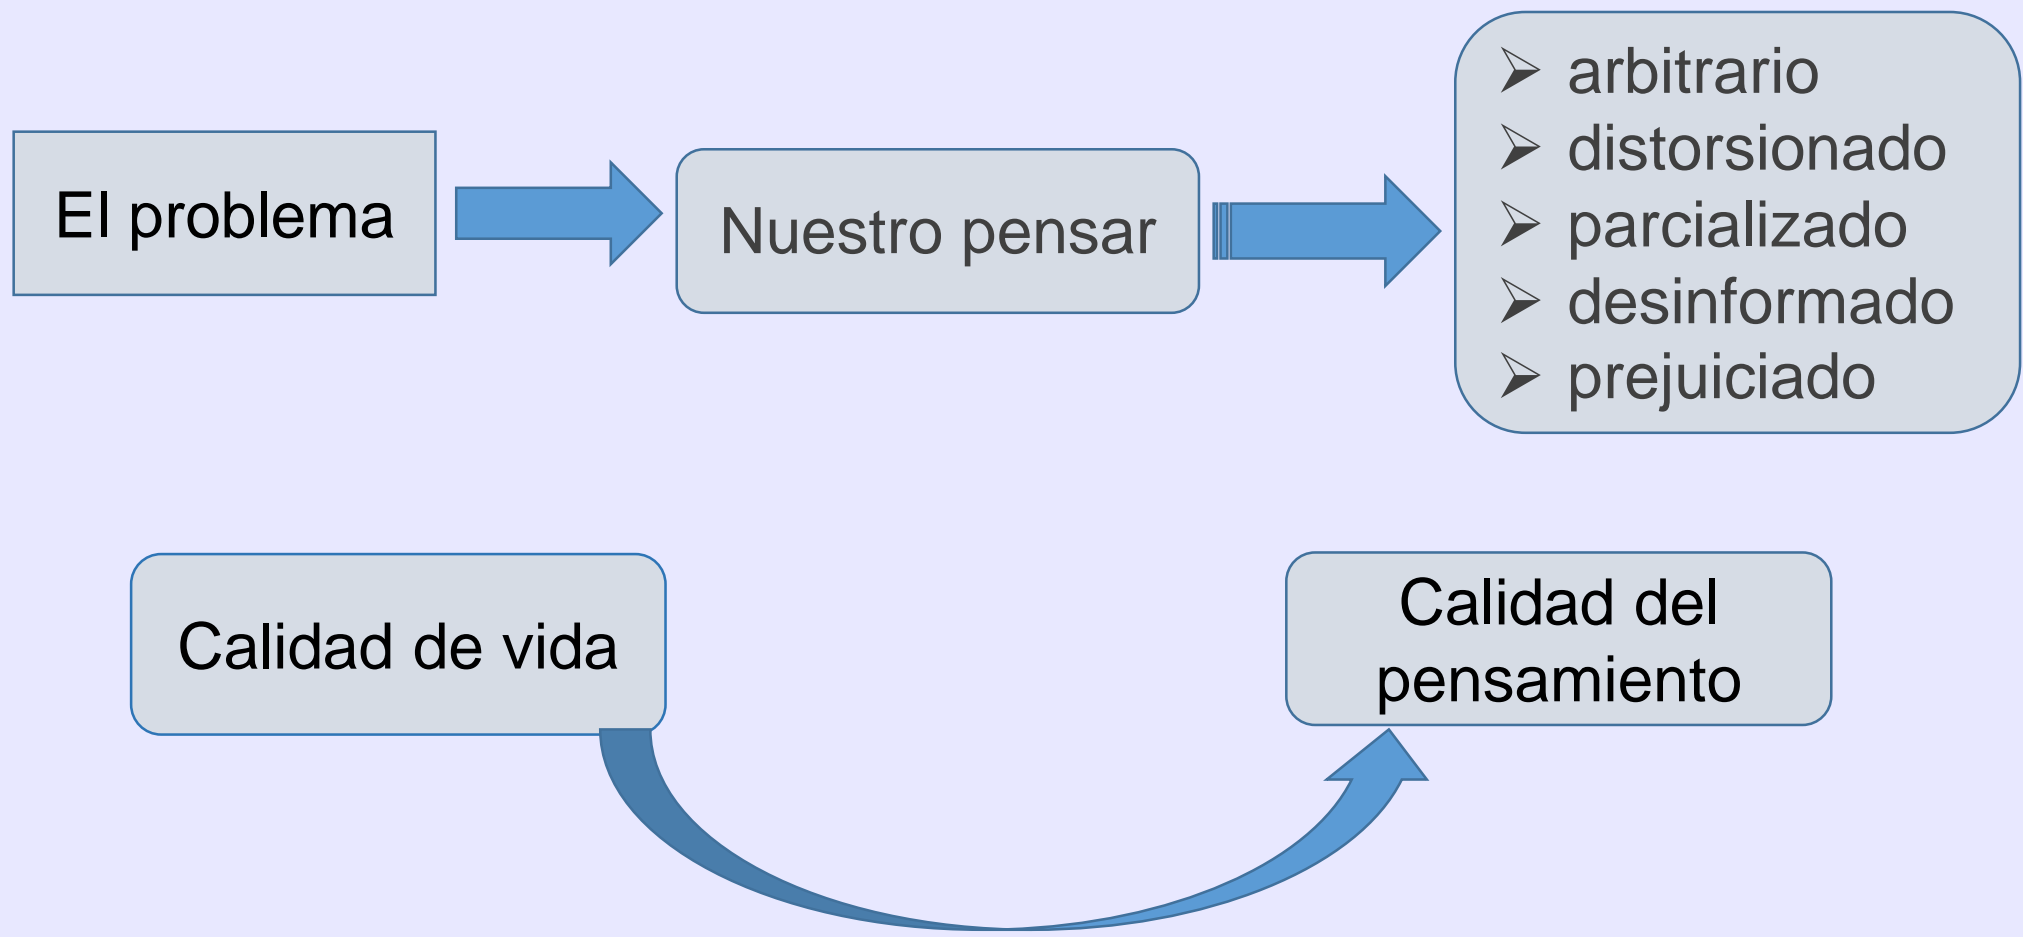 El problema
Nuestro pensar
arbitrario
distorsionado
parcializado
desinformado
prejuiciado
Calidad de vida
Calidad del
pensamiento